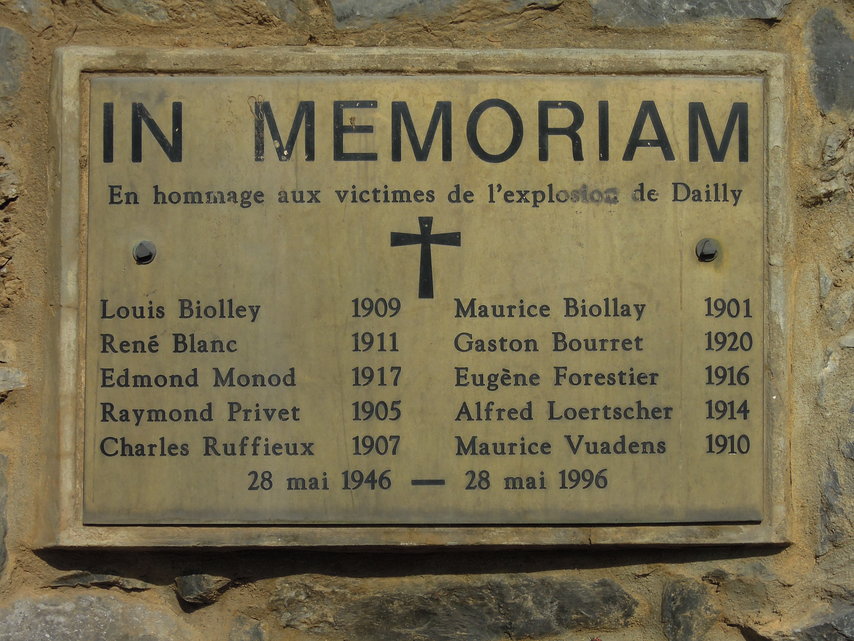 IN MEMORIAM
En hommage aux victimes de l'explosion de Dailly
Louis Biolley 1909 Maurice Biollay 1901
René Blanc 1911 Gaston Bourret 1920
Edmond Monod 1917 Eugène Forestier 1916
Raymond Privet 1905 Alfred Loertscher 1914
Charles Ruffieux 1907 Maurice Vuadens 1910
28 mai 1946 — 28 mai 1996